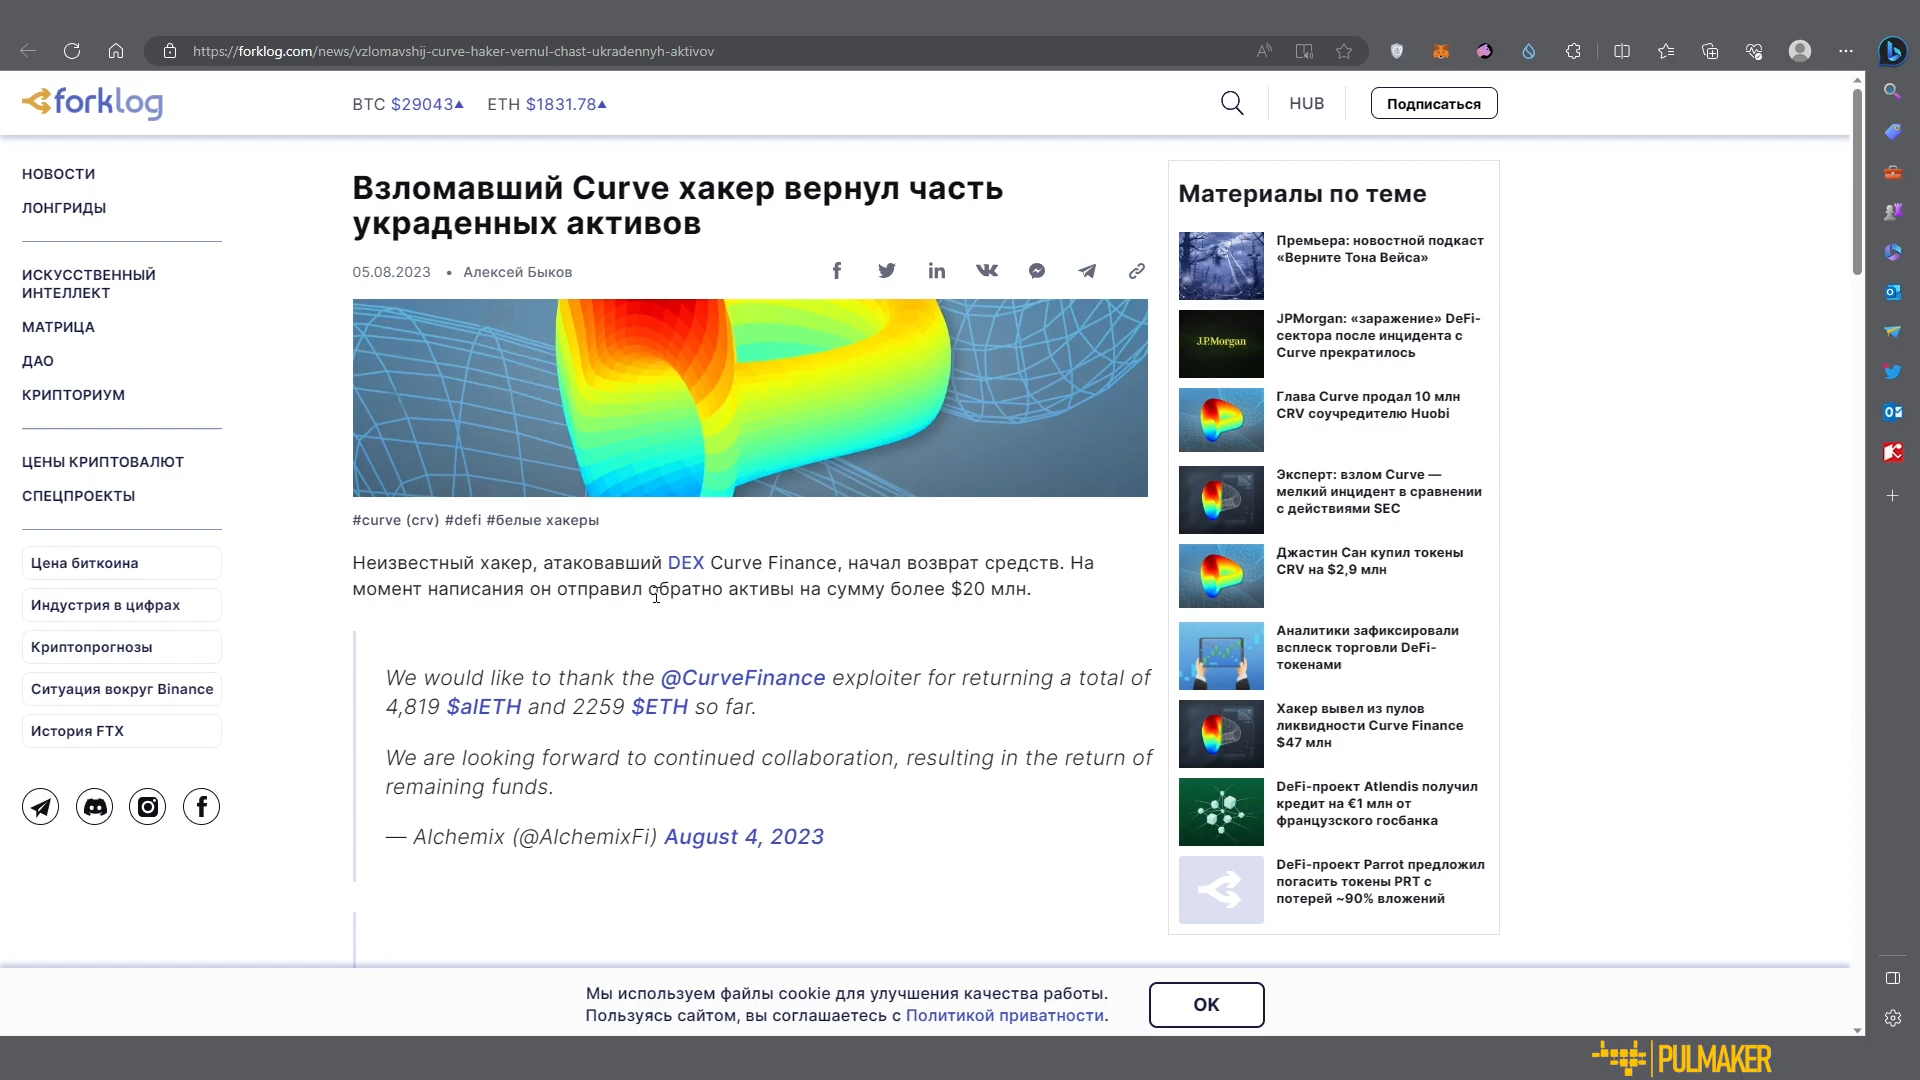 https://forklog.com/news/vzlomavshij-curve-haker-vernul-chast-ukradennyh-aktivov
forklog
BTC $29043▲ ETH $1831.78▲
HUB
Подписаться
НОВОСТИ
ЛОНГРИДЫ
ИСКУССТВЕННЫЙ
ИНТЕЛЛЕКТ
МАТРИЦА
ДАО
КРИПТОРИУМ
ЦЕНЫ КРИПТОВАЛЮТ
СПЕЦПРОЕКТЫ
Цена биткоина
Индустрия в цифрах
Криптопрогнозы
Ситуация вокруг Binance
История FTX
Взломавший Curve хакер вернул часть
украденных активов
05.08.2023 • Алексей Быков
#curve (crv) #defi #белые хакеры
Неизвестный хакер, атаковавший DEX Curve Finance, начал возврат средств. На
момент написания он отправил обратно активы на сумму более $20 млн.
We would like to thank the @CurveFinance exploiter for returning a total of
4,819 $alETH and 2259 $ETH so far.
We are looking forward to continued collaboration, resulting in the return of
remaining funds.
— Alchemix (@AlchemixFi) August 4, 2023
Материалы по теме
Премьера: новостной подкаст
«Верните Тона Вейса»
J.P.Morgan
JPMorgan: «заражение» DeFi-
сектора после инцидента с
Curve прекратилось
Глава Curve продал 10 млн
CRV соучредителю Huobi
Эксперт: взлом Curve —
мелкий инцидент в сравнении
с действиями SEC
Джастин Сан купил токены
CRV на $2,9 млн
Аналитики зафиксировали
всплеск торговли DeFi-
токенами
Хакер вывел из пулов
ликвидности Curve Finance
$47 млн
DeFi-проект Atlendis получил
кредит на €1 млн от
французского госбанка
DeFi-проект Parrot предложил
погасить токены PRT с
потерей ~90% вложений
Мы используем файлы cookie для улучшения качества работы.
Пользуясь сайтом, вы соглашаетесь с Политикой приватности.
OK
PULMAKER